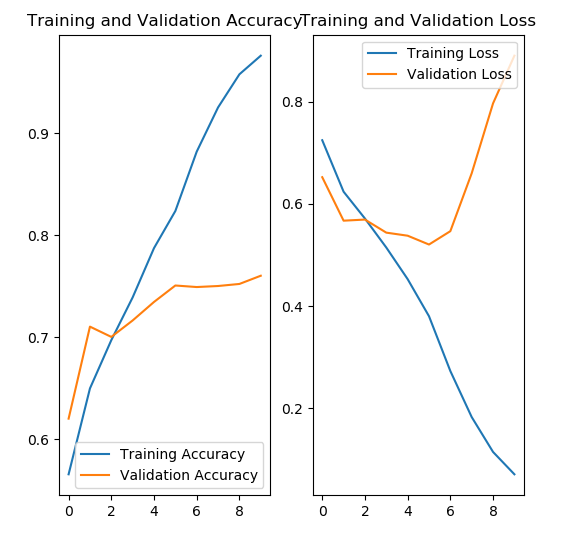 Training and Validation Accuracy
Training and Validation Loss
0.9
0.8
0.7
0.6
Training Accuracy
Validation Accuracy
0 2 4 6 8
Training Loss
Validation Loss
0.8
0.6
0.4
0.2
0 2 4 6 8